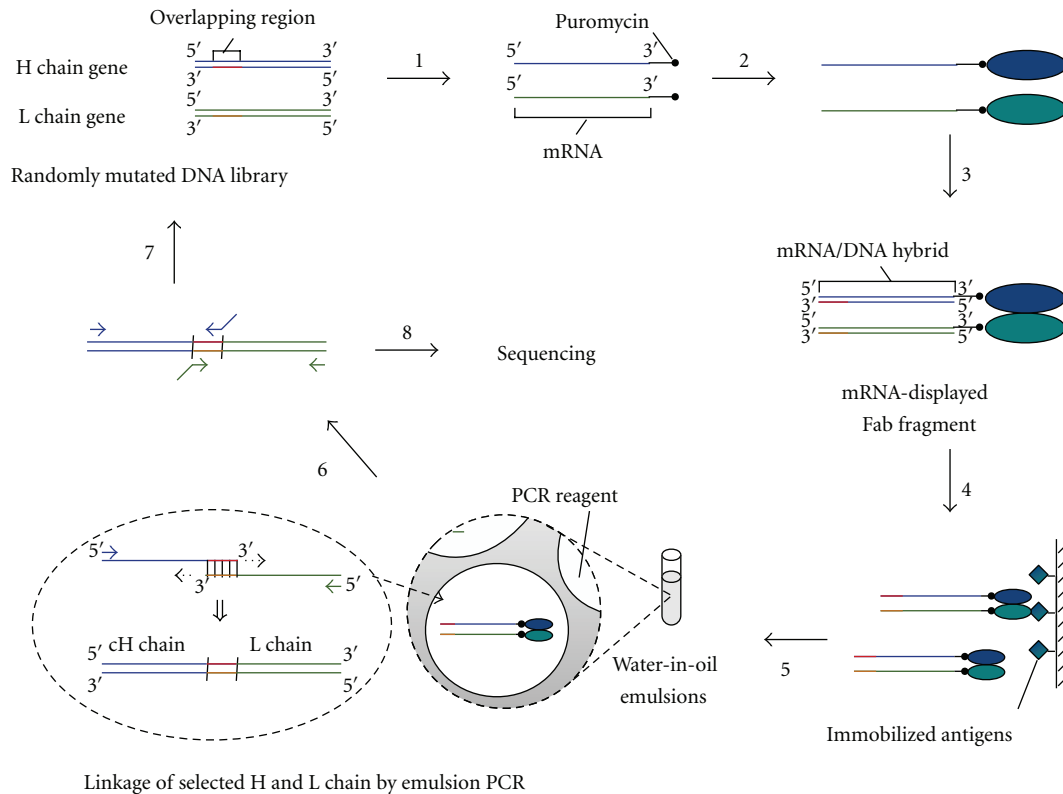 Overlapping region
5′ 3′
H chain gene
3′ 5′
5′ 3′
L chain gene
3′ 5′
Randomly mutated DNA library
1
Puromycin
5′ 3′
5′ 3′
mRNA
2
3
mRNA/DNA hybrid
5′ 3′
3′ 5′
5′ 3′
3′ 5′
mRNA-displayed
Fab fragment
4
7
8
Sequencing
6
PCR reagent
5′ 3′
3′ 5′
cH chain L chain
5′ 3′
3′ 5′
Water-in-oil
emulsions
5
Immobilized antigens
Linkage of selected H and L chain by emulsion PCR